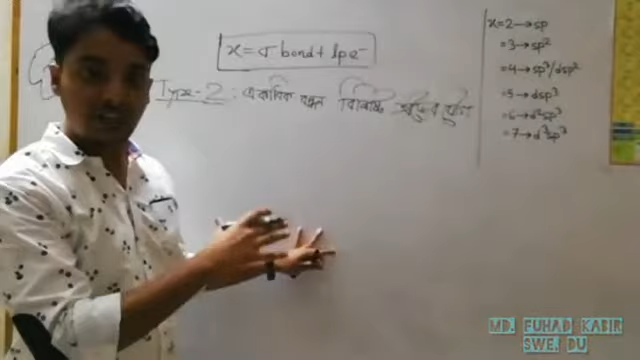 x = σ bond + lp e⁻
Type-2 : একাধিক বন্ধন বিশিষ্ট
x=2→sp
=3→sp²
=4→sp³/dsp²
=5→dsp³
=6→d²sp³
=7→d³sp³
MD. FUHAD KABIR
SWE, DU